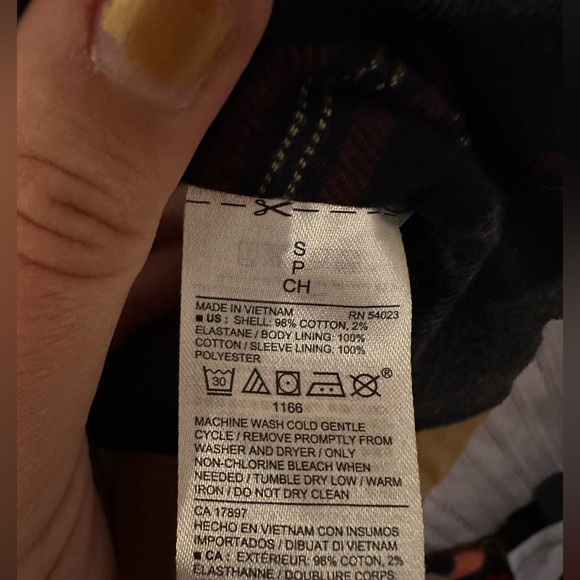 S
P
CH
MADE IN VIETNAM RN 54023
■ US : SHELL: 98% COTTON, 2%
ELASTANE / BODY LINING: 100%
COTTON / SLEEVE LINING: 100%
POLYESTER
30 ®
1166
MACHINE WASH COLD GENTLE
CYCLE / REMOVE PROMPTLY FROM
WASHER AND DRYER / ONLY
NON-CHLORINE BLEACH WHEN
NEEDED / TUMBLE DRY LOW / WARM
IRON / DO NOT DRY CLEAN
CA 17897
HECHO EN VIETNAM CON INSUMOS
IMPORTADOS / DIBUAT DI VIETNAM
■ CA : EXTÉRIEUR: 98% COTON, 2%
ÉLASTHANNE / DOUBLURE CORPS: